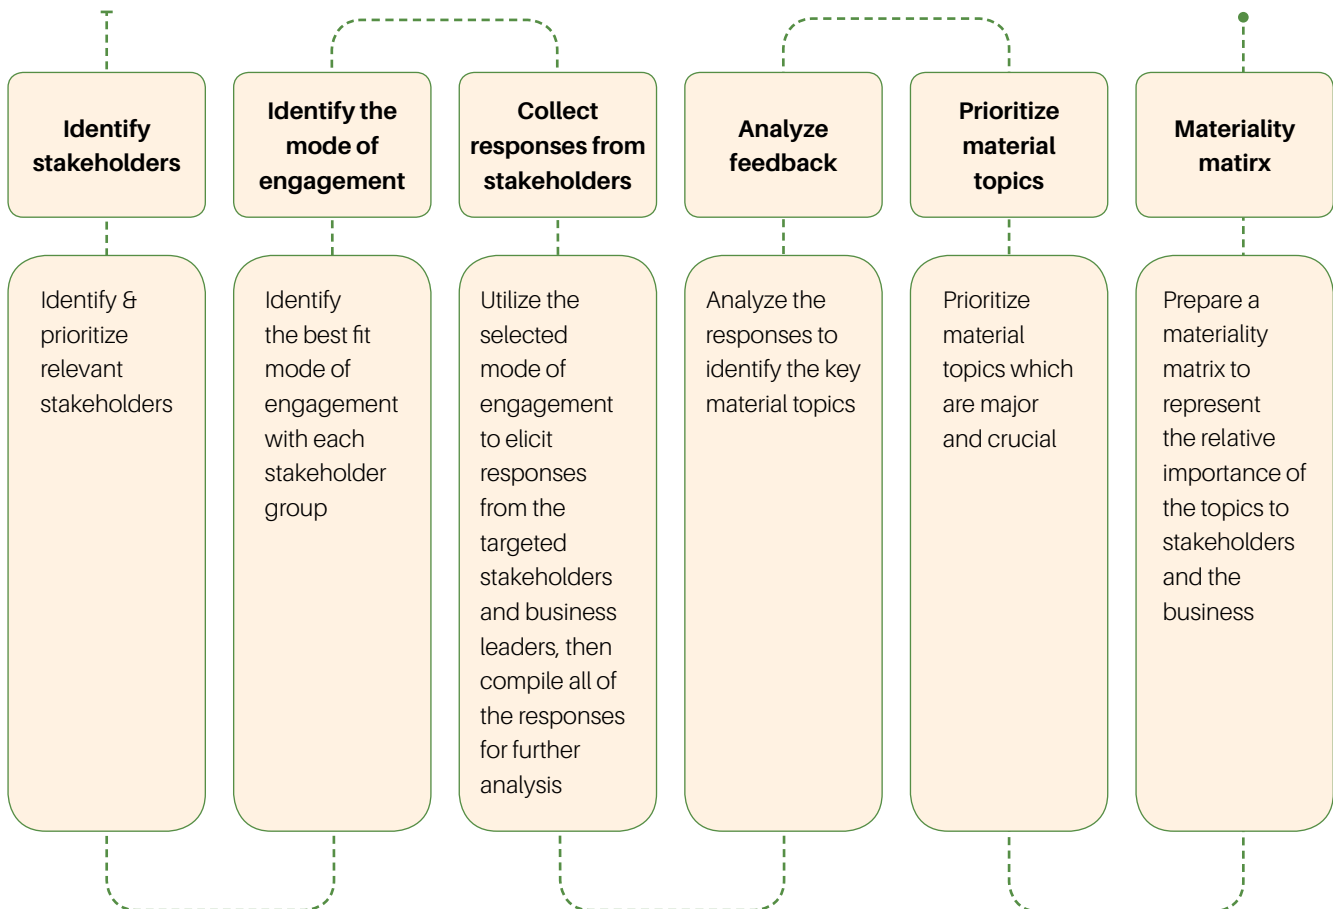 Identify
stakeholders
Identify the
mode of
engagement
Collect
responses from
stakeholders
Analyze
feedback
Prioritize
material
topics
Materiality
matirx
Identify &
prioritize
relevant
stakeholders
Identify
the best fit
mode of
engagement
with each
stakeholder
group
Utilize the
selected
mode of
engagement
to elicit
responses
from the
targeted
stakeholders
and business
leaders, then
compile all of
the responses
for further
analysis
Analyze the
responses to
identify the key
material topics
Prioritize
material
topics which
are major
and crucial
Prepare a
materiality
matrix to
represent
the relative
importance of
the topics to
stakeholders
and the
business